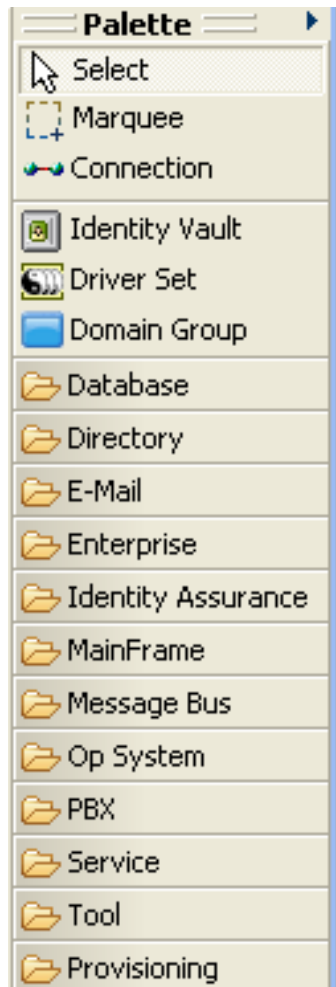 Palette
Select
Marquee
Connection
Identity Vault
Driver Set
Domain Group
Database
Directory
E-Mail
Enterprise
Identity Assurance
MainFrame
Message Bus
Op System
PBX
Service
Tool
Provisioning